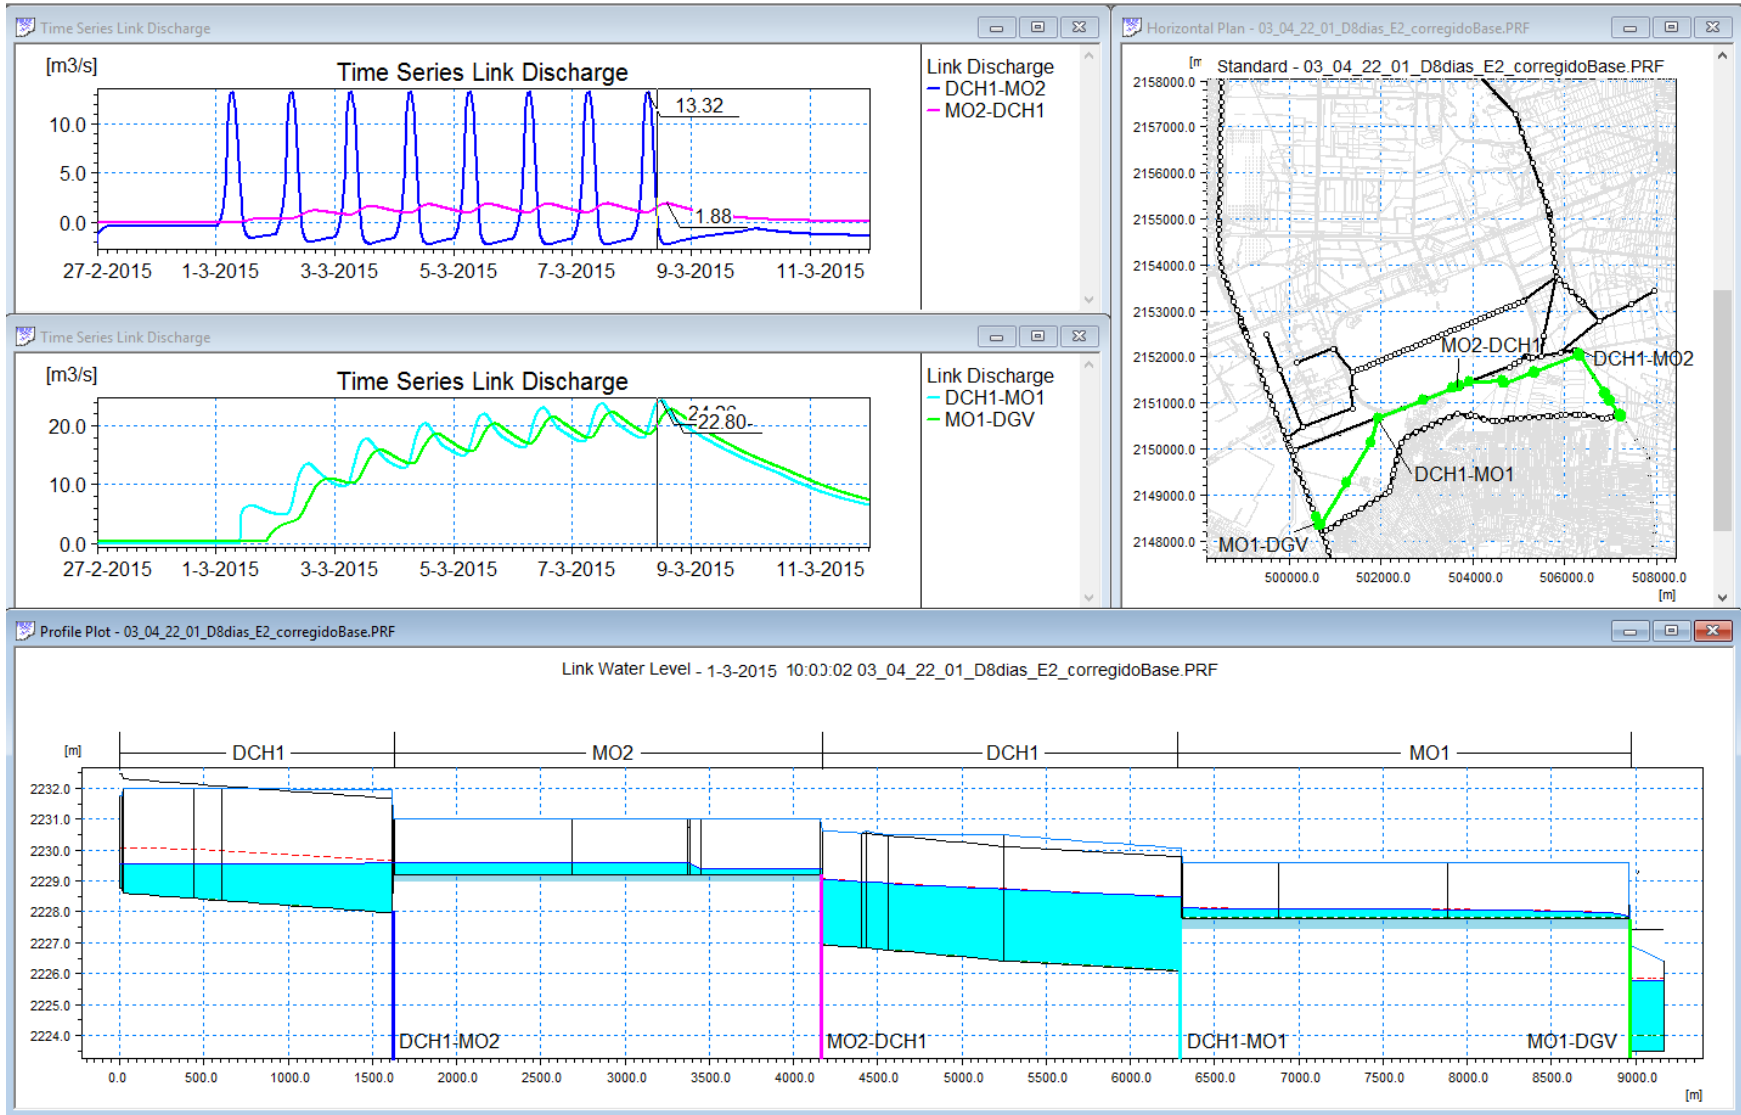 Time Series Link Discharge
[m3/s]
Time Series Link Discharge
Link Discharge
DCH1-MO2
MO2-DCH1
13.32
1.88
10.0
5.0
0.0
27-2-2015 1-3-2015 3-3-2015 5-3-2015 7-3-2015 9-3-2015 11-3-2015
Time Series Link Discharge
[m3/s]
Time Series Link Discharge
Link Discharge
DCH1-MO1
MO1-DGV
22.80
20.0
10.0
0.0
27-2-2015 1-3-2015 3-3-2015 5-3-2015 7-3-2015 9-3-2015 11-3-2015
Horizontal Plan - 03_04_22_01_D8dias_E2_corregidoBase.PRF
[m Standard - 03_04_22_01_D8dias_E2_corregidoBase.PRF
2158000.0
2157000.0
2156000.0
2155000.0
2154000.0
2153000.0
2152000.0
2151000.0
2150000.0
2149000.0
2148000.0
MO2-DCH1
DCH1-MO2
DCH1-MO1
MO1-DGV
500000.0 502000.0 504000.0 506000.0 508000.0
[m]
Profile Plot - 03_04_22_01_D8dias_E2_corregidoBase.PRF
Link Water Level - 1-3-2015 10:00:02 03_04_22_01_D8dias_E2_corregidoBase.PRF
[m]
DCH1 MO2 DCH1 MO1
2232.0
2231.0
2230.0
2229.0
2228.0
2227.0
2226.0
2225.0
2224.0
DCH1-MO2 MO2-DCH1 DCH1-MO1 MO1-DGV
0.0 500.0 1000.0 1500.0 2000.0 2500.0 3000.0 3500.0 4000.0 4500.0 5000.0 5500.0 6000.0 6500.0 7000.0 7500.0 8000.0 8500.0 9000.0
[m]